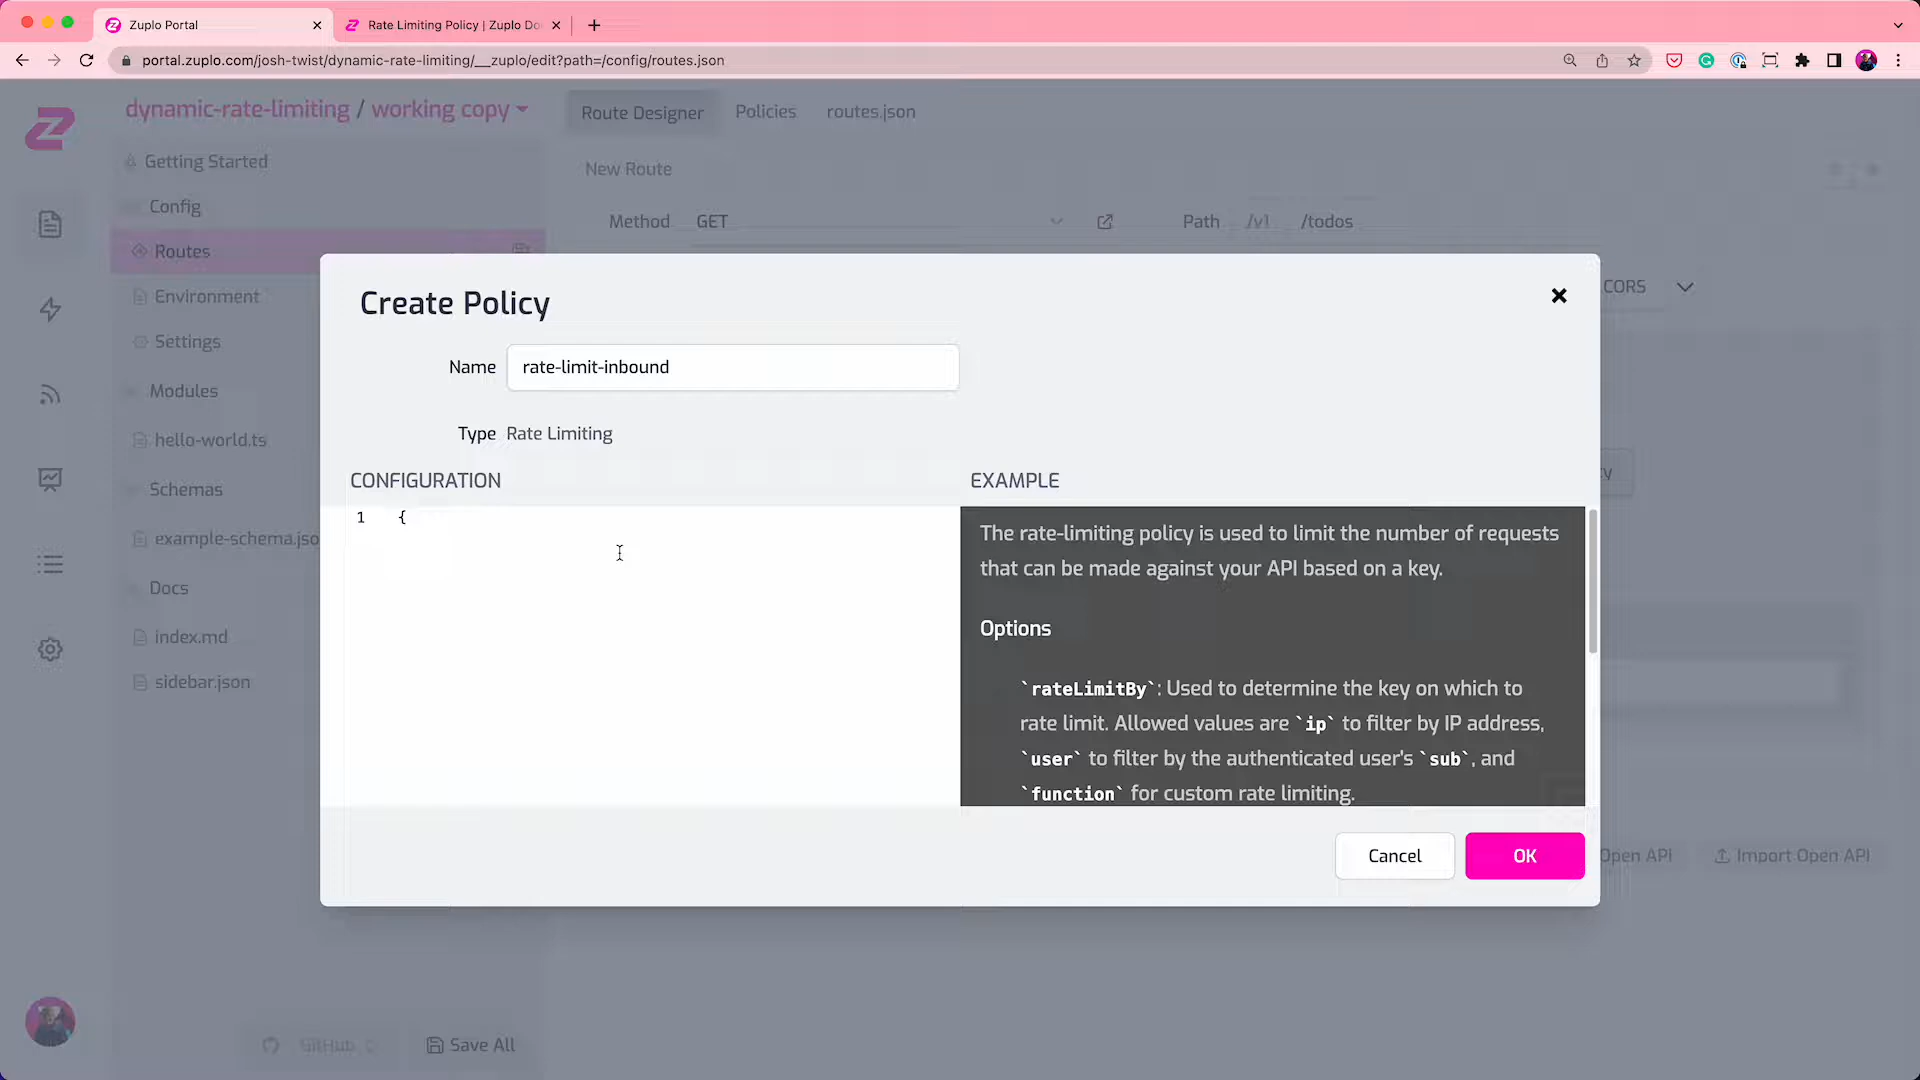 Zuplo Portal
Rate Limiting Policy | Zuplo Do
portal.zuplo.com/josh-twist/dynamic-rate-limiting/__zuplo/edit?path=/config/routes.json
dynamic-rate-limiting / working copy
Route Designer
Policies
routes.json
Getting Started
New Route
Config
Method
GET
Path
/v1
/todos
Routes
CORS
Environment
Settings
Modules
hello-world.ts
Schemas
example-schema.jso
Docs
index.md
sidebar.json
Create Policy
Name
rate-limit-inbound
Type
Rate Limiting
CONFIGURATION
EXAMPLE
1 {
The rate-limiting policy is used to limit the number of requests
that can be made against your API based on a key.
Options
`rateLimitBy`: Used to determine the key on which to
rate limit. Allowed values are `ip` to filter by IP address,
`user` to filter by the authenticated user's `sub`, and
`function` for custom rate limiting.
Cancel
OK
Open API
Import Open API
GitHub
Save All